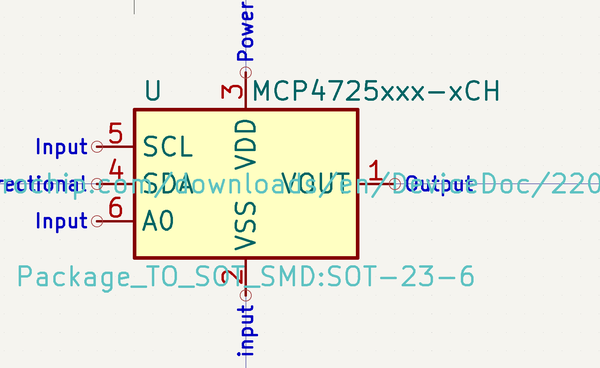 Power
3
U MCP4725xxx-xCH
Input 5 SCL VDD
rectional 4 SDA VOUT 1 Output
rochip.com/downloads/en/DeviceDoc/220
Input 6 A0 VSS
Package_TO_SOT_SMD:SOT-23-6
2
input